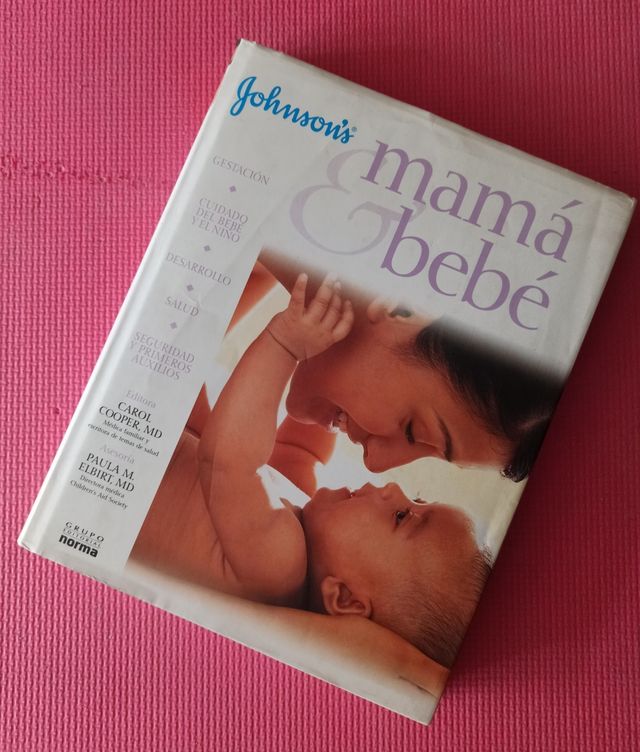 Johnson's®
mamá
&
bebé
GESTACIÓN
CUIDADO
DEL BEBÉ
Y EL NIÑO
DESARROLLO
SALUD
SEGURIDAD
Y PRIMEROS
AUXILIOS
Editora
CAROL
COOPER, MD
Médica familiar y
escritora de temas de salud
Asesoría
PAULA M.
ELBIRT, MD
Directora médica
Children's Aid Society
GRUPO
EDITORIAL
norma